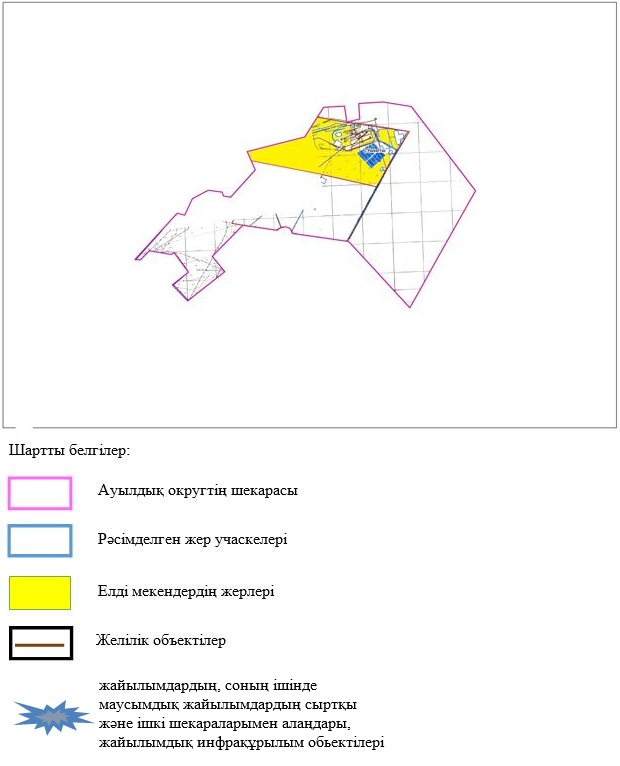 Шартты белгілер:
Ауылдық округтің шекарасы
Рәсімделген жер учаскелері
Елді мекендердің жерлері
Желілік объектілер
жайылымдардың, соның ішінде
маусымдық жайылымдардың сыртқы
және ішкі шекараларымен алаңдары,
жайылымдық инфрақұрылым объектілері